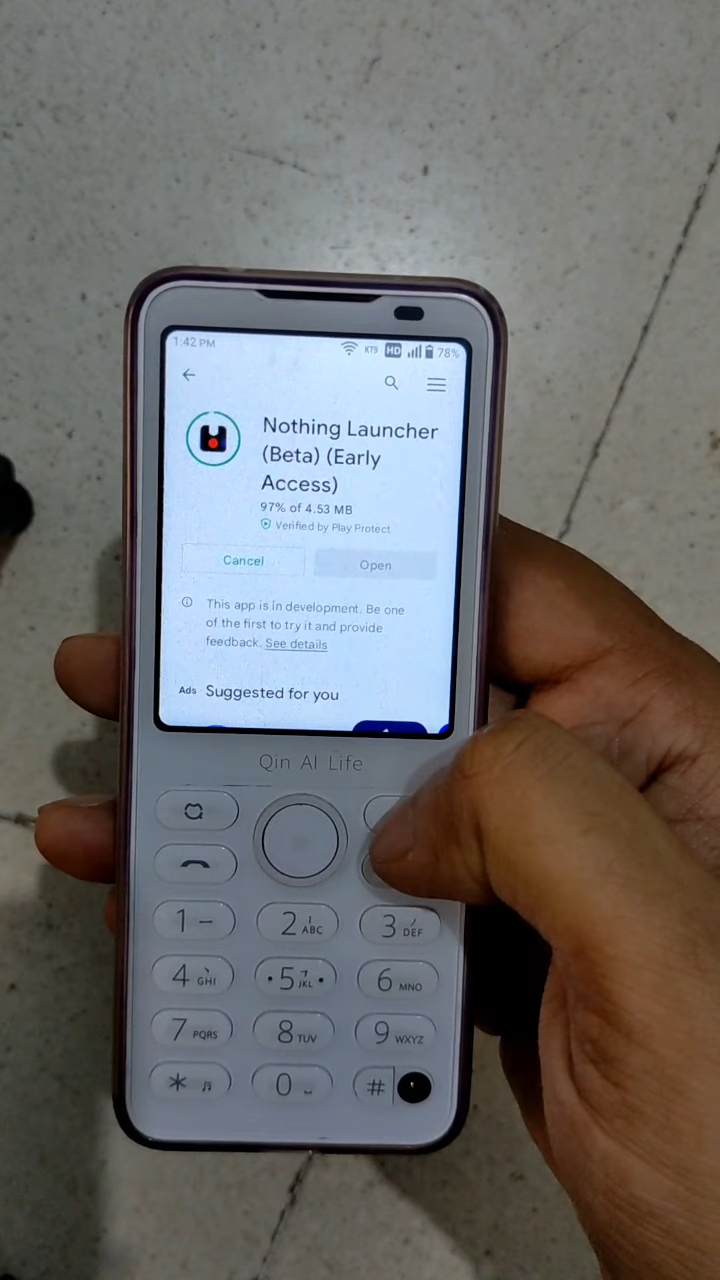 1:42 PM KT9 HD 78%
Nothing Launcher
(Beta) (Early
Access)
97% of 4.53 MB
Verified by Play Protect
Cancel Open
This app is in development. Be one
of the first to try it and provide
feedback. See details
Ads Suggested for you
Qin AI Life
1 2 ABC 3 DEF
4 GHI 5 JKL 6 MNO
7 PQRS 8 TUV 9 WXYZ
* 0 #